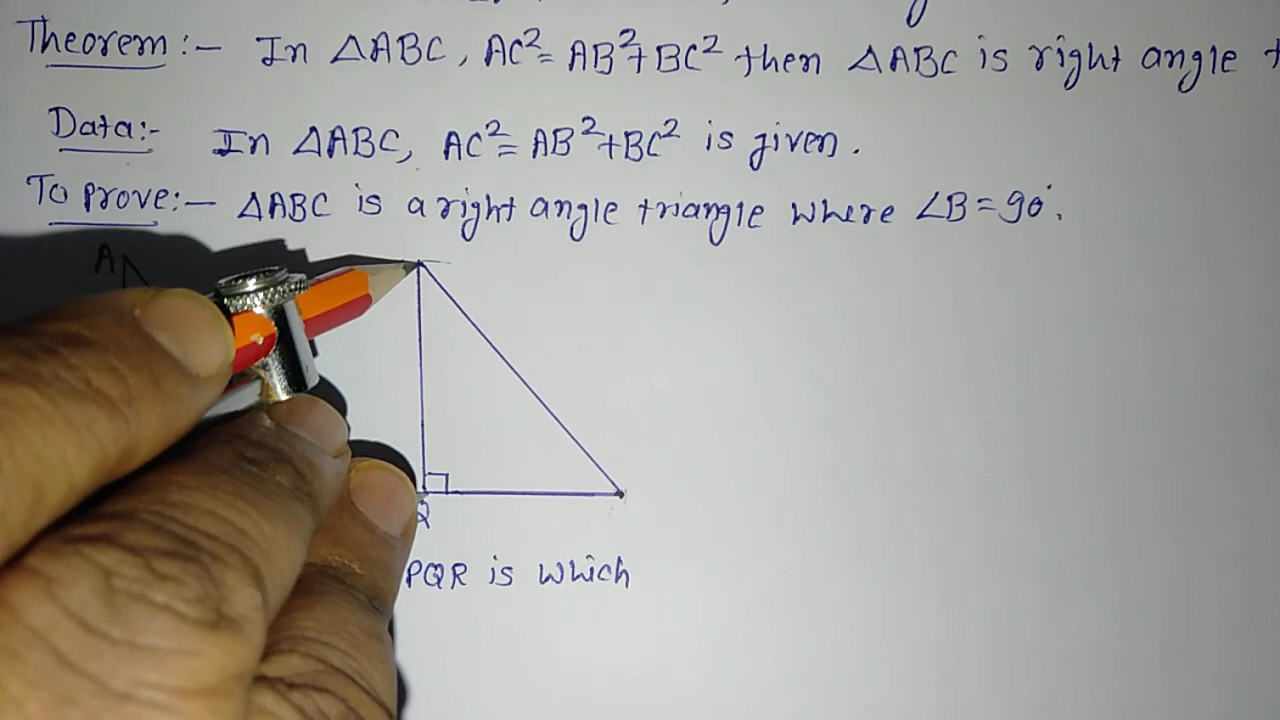 Theorem :- In △ABC, AC²= AB²+BC² then △ABC is right angle
Data:- In △ABC, AC²= AB²+BC² is given.
To prove:- △ABC is a right angle triangle where ∠B=90°.
A
Q
PQR is which